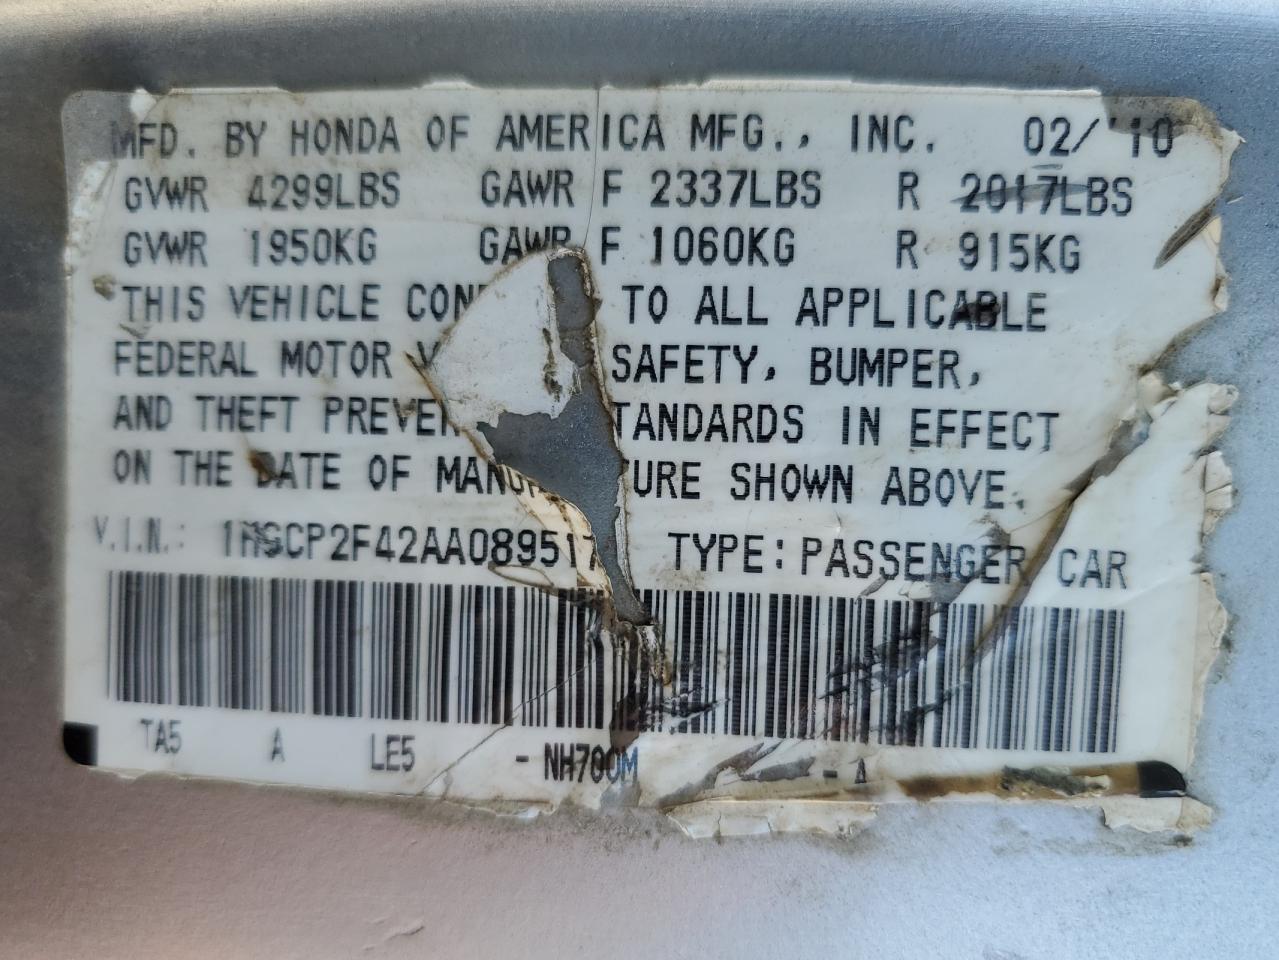 MFD. BY HONDA OF AMERICA MFG., INC. 02/'10
GVWR 4299LBS GAWR F 2337LBS R 2017LBS
GVWR 1950KG GAWR F 1060KG R 915KG
THIS VEHICLE TO ALL APPLICABLE
FEDERAL MOTOR SAFETY, BUMPER,
AND THEFT IN EFFECT
ON THE DATE OF SHOWN ABOVE.
V.I.N.: 1HGCP2F42AA089517 TYPE: PASSENGER CAR
TA5 A LE5 - NH700M - A